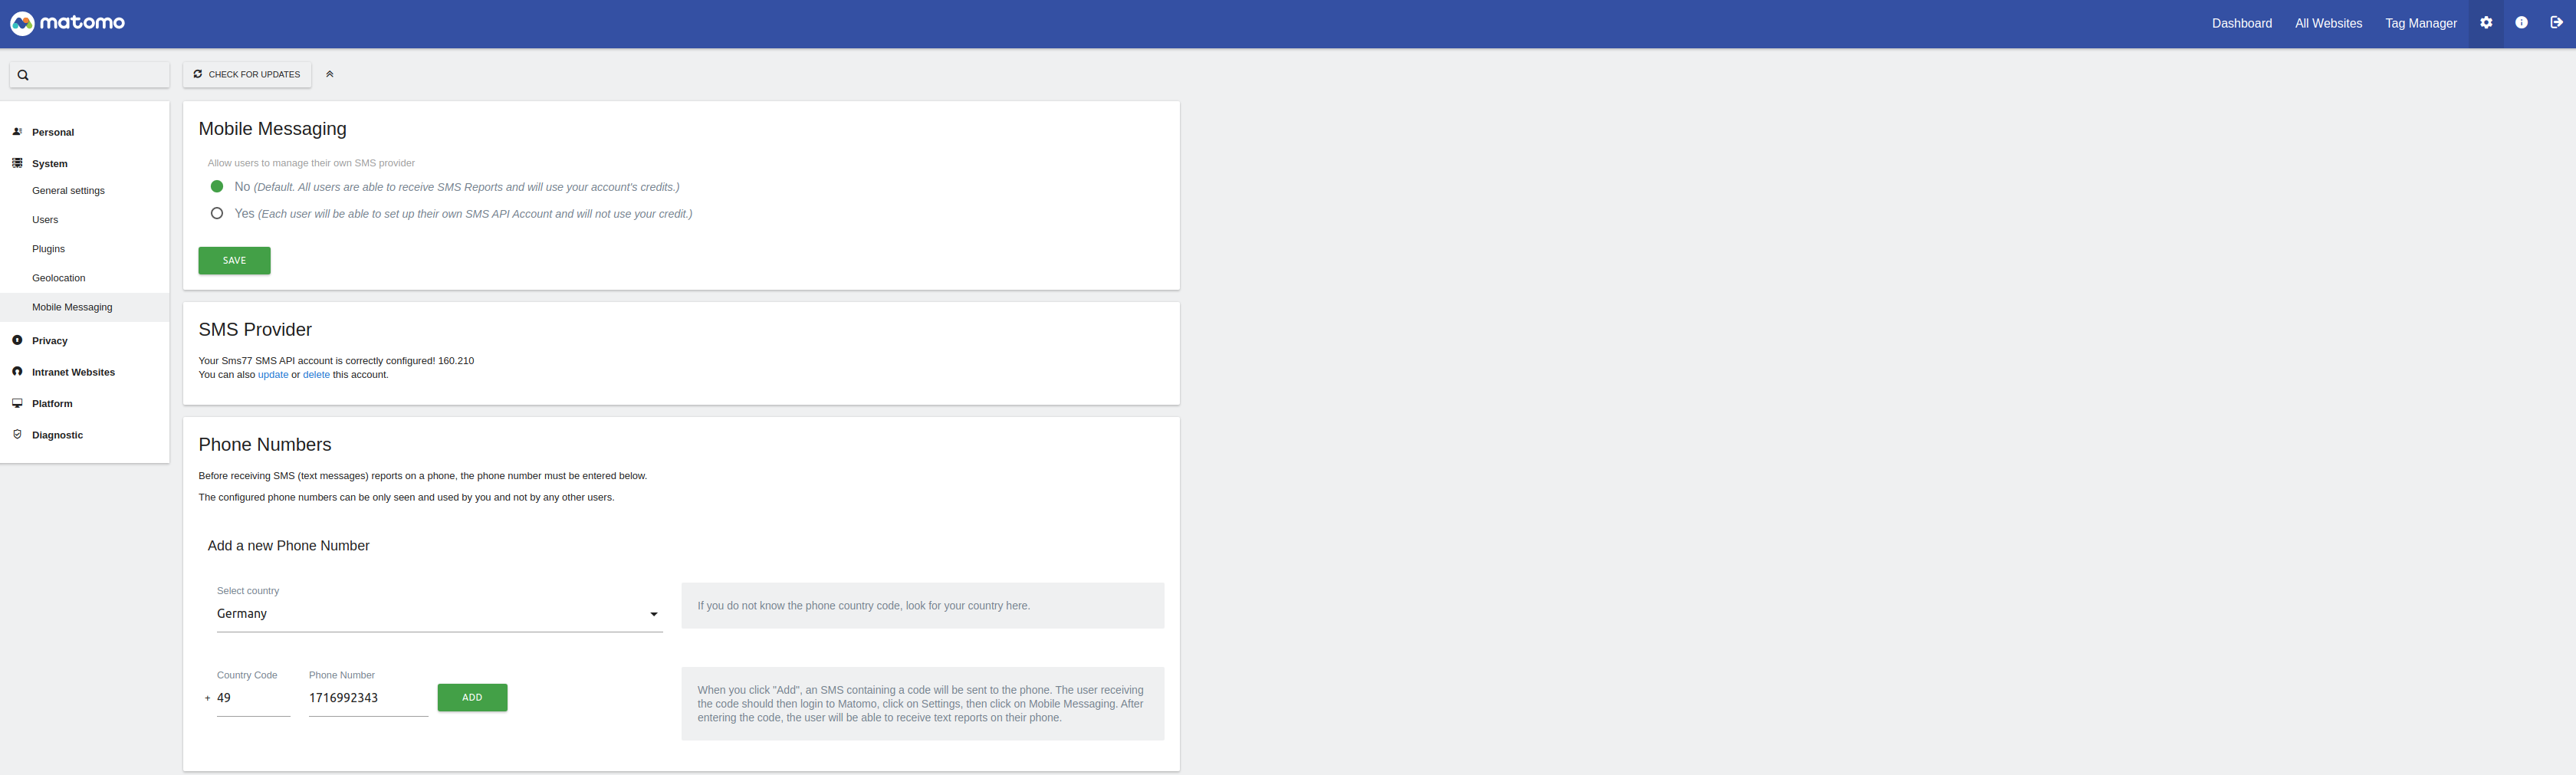 matomo
Dashboard All Websites Tag Manager
CHECK FOR UPDATES
Personal
System
General settings
Users
Plugins
Geolocation
Mobile Messaging
Privacy
Intranet Websites
Platform
Diagnostic
Mobile Messaging
Allow users to manage their own SMS provider
No (Default. All users are able to receive SMS Reports and will use your account's credits.)
Yes (Each user will be able to set up their own SMS API Account and will not use your credit.)
SAVE
SMS Provider
Your Sms77 SMS API account is correctly configured! 160.210
You can also update or delete this account.
Phone Numbers
Before receiving SMS (text messages) reports on a phone, the phone number must be entered below.
The configured phone numbers can be only seen and used by you and not by any other users.
Add a new Phone Number
Select country
Germany
If you do not know the phone country code, look for your country here.
Country Code Phone Number
+ 49 1716992343 ADD
When you click "Add", an SMS containing a code will be sent to the phone. The user receiving
the code should then login to Matomo, click on Settings, then click on Mobile Messaging. After
entering the code, the user will be able to receive text reports on their phone.